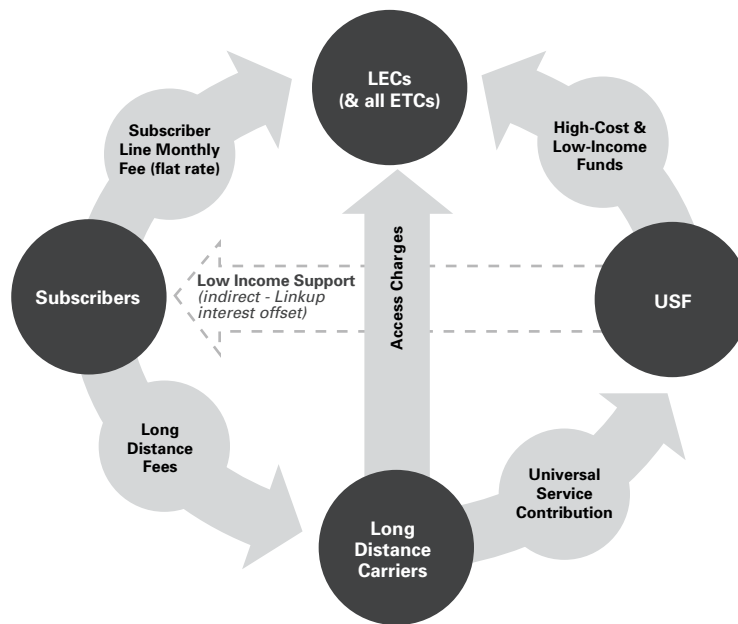 LECs
(& all ETCs)
Subscriber
Line Monthly
Fee (flat rate)
High-Cost &
Low-Income
Funds
Subscribers
Low Income Support
(indirect - Linkup
interest offset)
Access Charges
USF
Long
Distance
Fees
Universal
Service
Contribution
Long
Distance
Carriers